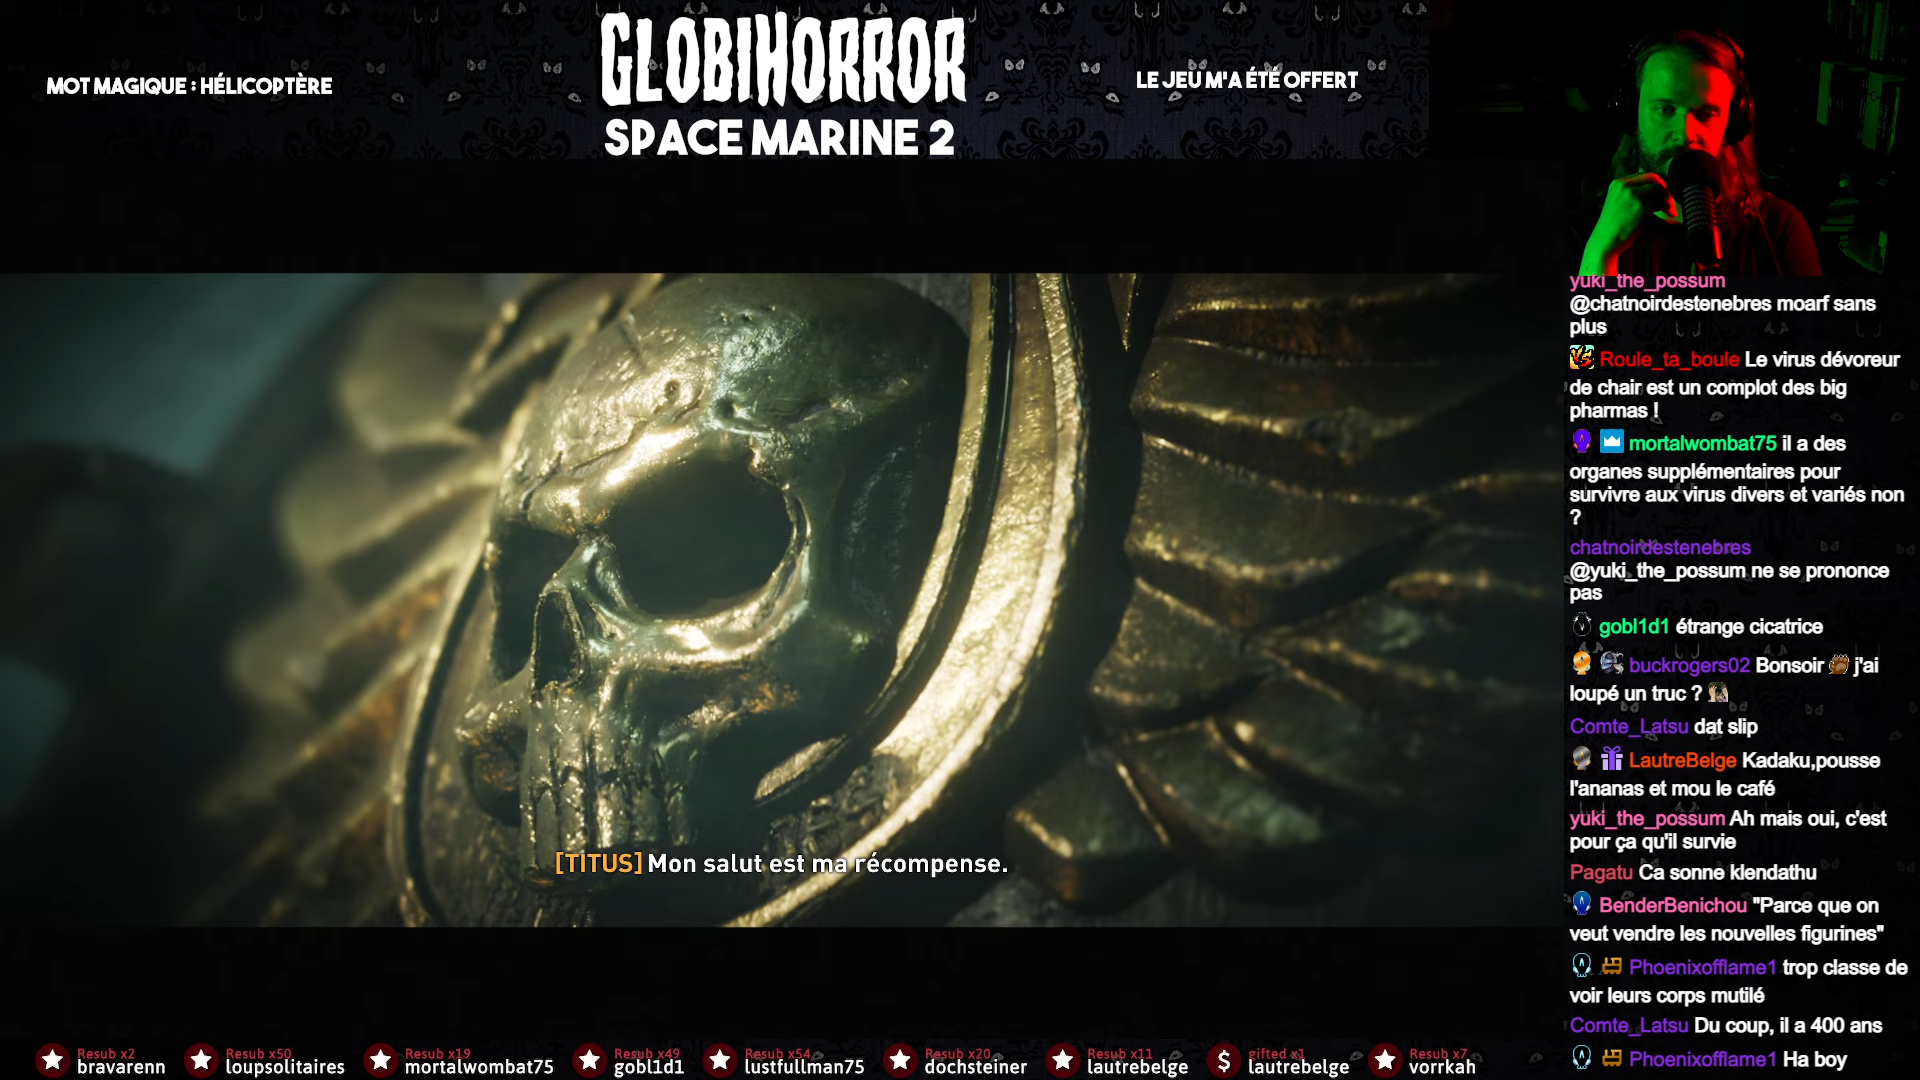 MOT MAGIQUE : HÉLICOPTÈRE
GLOBIHORROR
SPACE MARINE 2
LE JEU M'A ÉTÉ OFFERT
[TITUS] Mon salut est ma récompense.
yuki_the_possum
@chatnoirdestenebres moarf sans
plus
Roule_ta_boule Le virus dévoreur
de chair est un complot des big
pharmas !
mortalwombat75 il a des
organes supplémentaires pour
survivre aux virus divers et variés non
?
chatnoirdestenebres
@yuki_the_possum ne se prononce
pas
gobl1d1 étrange cicatrice
buckrogers02 Bonsoir j'ai
loupé un truc ?
Comte_Latsu dat slip
LautreBelge Kadaku,pousse
l'ananas et mou le café
yuki_the_possum Ah mais oui, c'est
pour ça qu'il survie
Pagatu Ca sonne klendathu
BenderBenichou "Parce que on
veut vendre les nouvelles figurines"
Phoenixofflame1 trop classe de
voir leurs corps mutilé
Comte_Latsu Du coup, il a 400 ans
Phoenixofflame1 Ha boy
Resub x2
bravarenn
Resub x50
loupsolitaires
Resub x19
mortalwombat75
Resub x49
gobl1d1
Resub x54
lustfullman75
Resub x20
dochsteiner
Resub x11
lautrebelge
gifted x1
lautrebelge
Resub x7
vorrkah